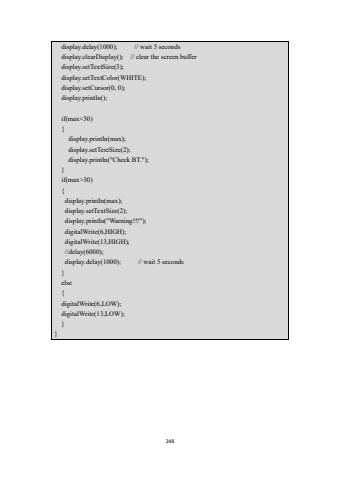 display.delay(1000); // wait 5 seconds
display.clearDisplay(); // clear the screen buffer
display.setTextSize(3);
display.setTextColor(WHITE);
display.setCursor(0, 0);
display.println();
if(max<30)
{
display.println(max);
display.setTextSize(2);
display.println("Check BT.");
}
if(max>30)
{
display.println(max);
display.setTextSize(2);
display.println("Warning!!!");
digitalWrite(6,HIGH);
digitalWrite(13,HIGH);
//delay(6000);
display.delay(1000); // wait 5 seconds
}
else
{
digitalWrite(6,LOW);
digitalWrite(13,LOW);
}
}
248